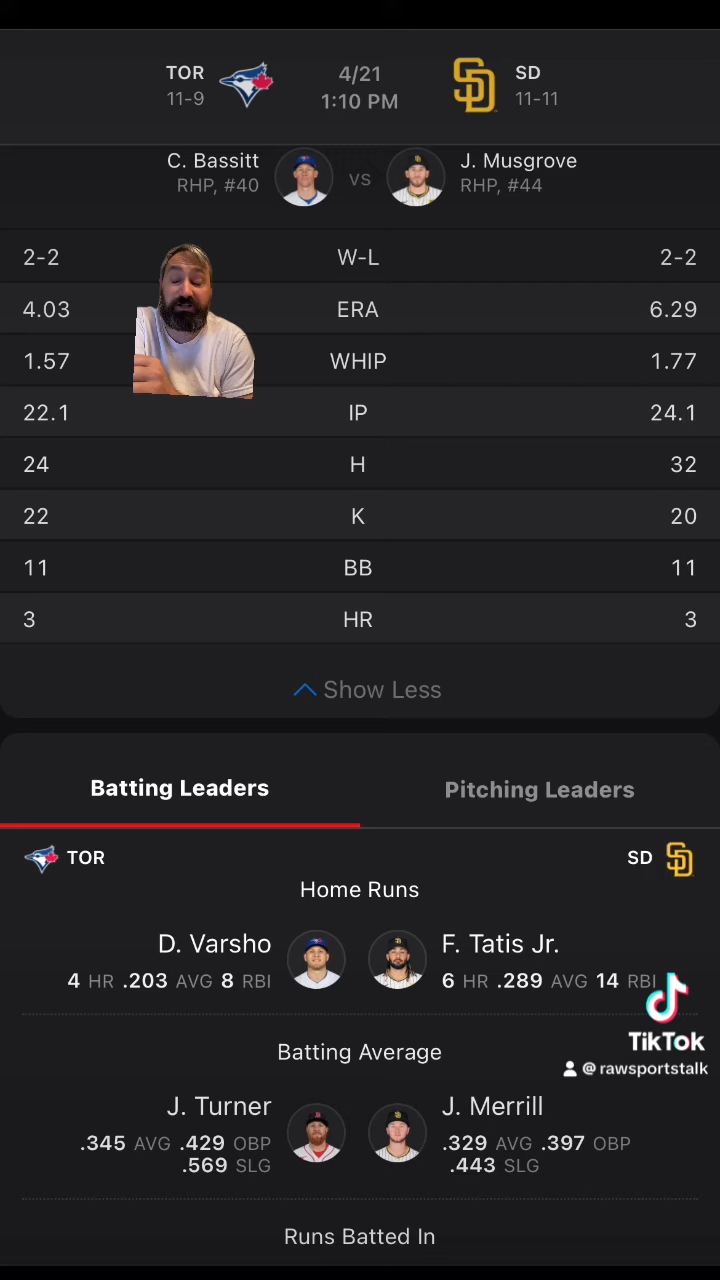 TOR 4/21 SD
11-9 1:10 PM 11-11
C. Bassitt vs J. Musgrove
RHP, #40 RHP, #44
2-2 W-L 2-2
4.03 ERA 6.29
1.57 WHIP 1.77
22.1 IP 24.1
24 H 32
22 K 20
11 BB 11
3 HR 3
Show Less
Batting Leaders Pitching Leaders
TOR SD
Home Runs
D. Varsho F. Tatis Jr.
4 HR .203 AVG 8 RBI 6 HR .289 AVG 14 RBI
TikTok
Batting Average
@rawsportstalk
J. Turner J. Merrill
.345 AVG .429 OBP .329 AVG .397 OBP
.569 SLG .443 SLG
Runs Batted In